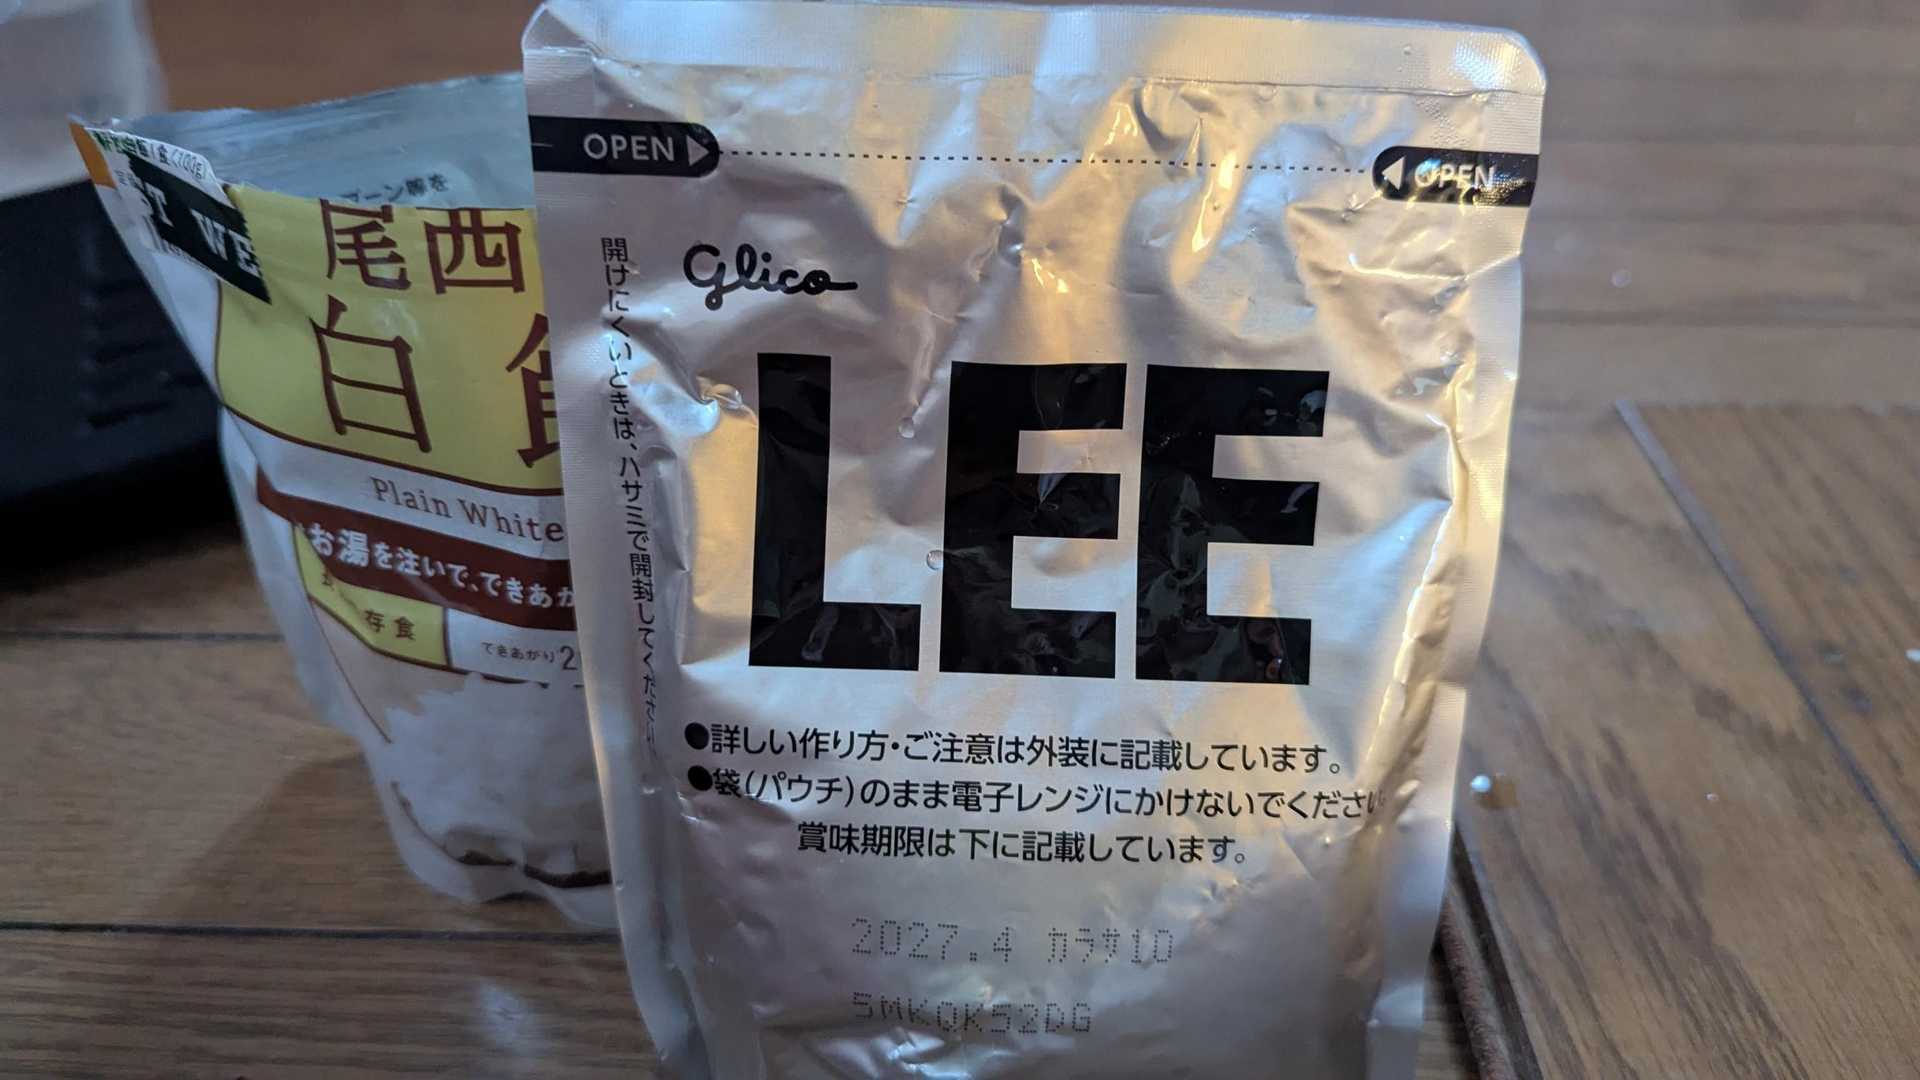 OPEN
OPEN
Glico
LEE
開けにくいときは、ハサミで開封してください
●詳しい作り方・ご注意は外装に記載しています。
●袋(パウチ)のまま電子レンジにかけないでください
賞味期限は下に記載しています。
2027.4 カラサ10
5MKQK52DG
尾西
白
Plain White
お湯を注いで、できあが
存食
できあがり2
WE